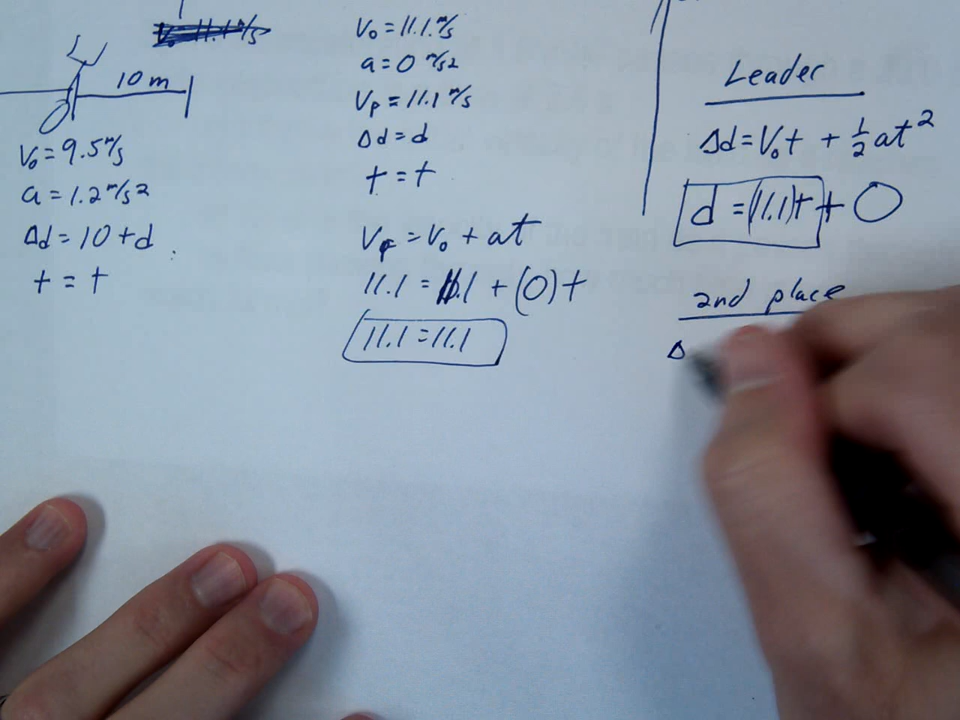 10 m
V₀ = 9.5 m/s
a = 1.2 m/s²
Δd = 10 + d
t = t
V₀ = 11.1 m/s
a = 0 m/s2
V_F = 11.1 m/s
Δd = d
t = t
V_F = V₀ + at
11.1 = 11.1 + (0)t
11.1 = 11.1
Leader
Δd = V₀t + ½at²
d = (11.1)t + 0
2nd place
Δ